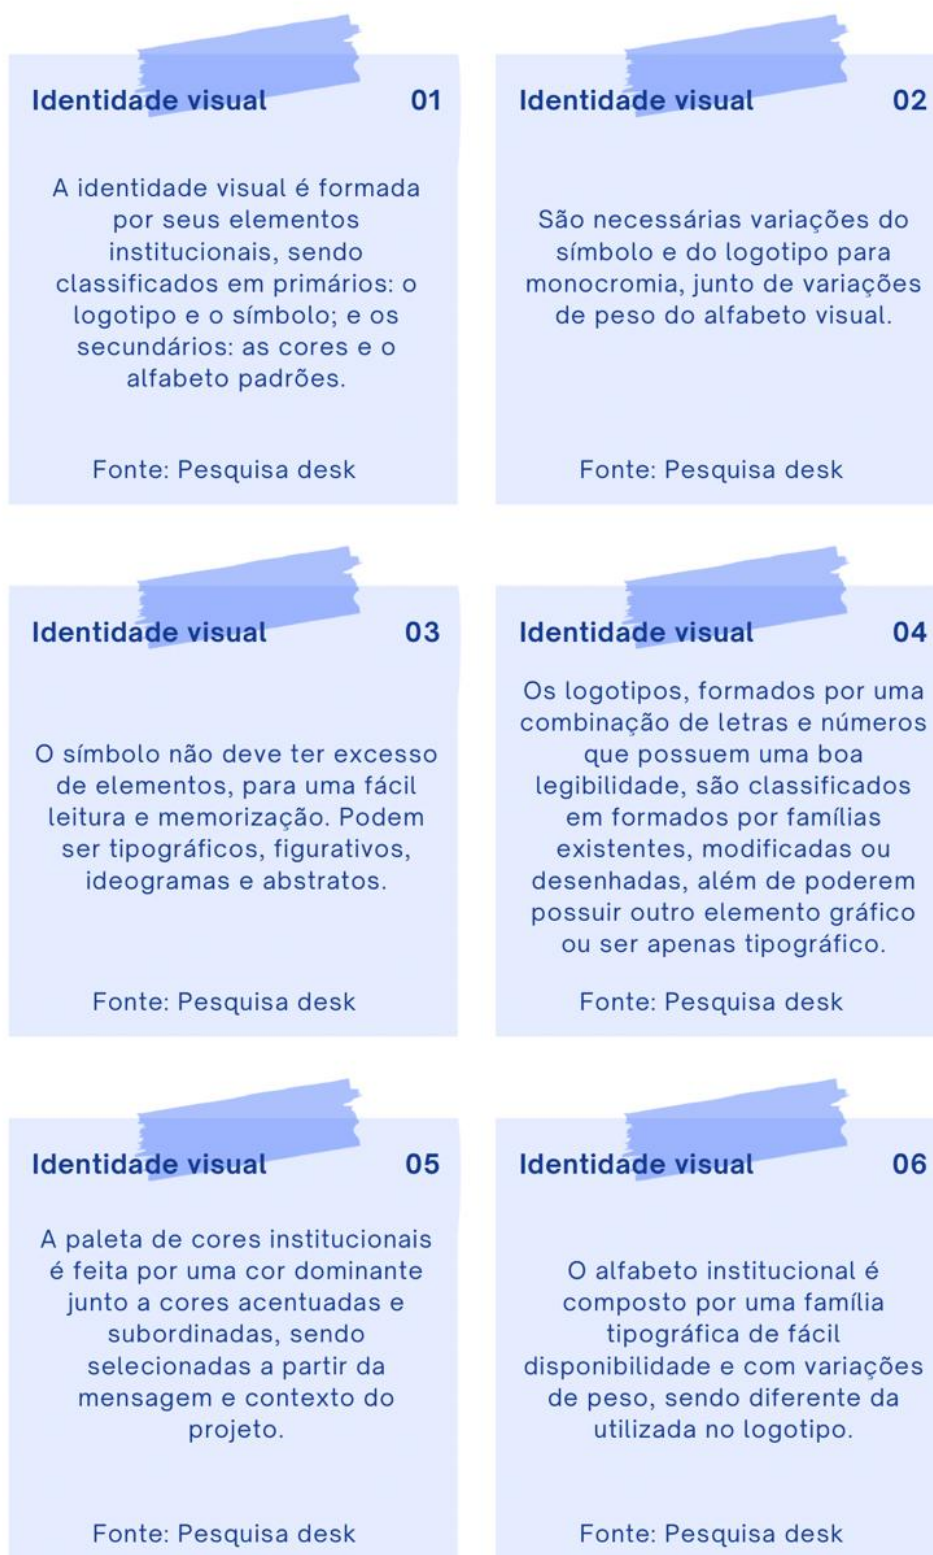 Identidade visual 01
A identidade visual é formada
por seus elementos
institucionais, sendo
classificados em primários: o
logotipo e o símbolo; e os
secundários: as cores e o
alfabeto padrões.
Fonte: Pesquisa desk
Identidade visual 02
São necessárias variações do
símbolo e do logotipo para
monocromia, junto de variações
de peso do alfabeto visual.
Fonte: Pesquisa desk
Identidade visual 03
O símbolo não deve ter excesso
de elementos, para uma fácil
leitura e memorização. Podem
ser tipográficos, figurativos,
ideogramas e abstratos.
Fonte: Pesquisa desk
Identidade visual 04
Os logotipos, formados por uma
combinação de letras e números
que possuem uma boa
legibilidade, são classificados
em formados por famílias
existentes, modificadas ou
desenhadas, além de poderem
possuir outro elemento gráfico
ou ser apenas tipográfico.
Fonte: Pesquisa desk
Identidade visual 05
A paleta de cores institucionais
é feita por uma cor dominante
junto a cores acentuadas e
subordinadas, sendo
selecionadas a partir da
mensagem e contexto do
projeto.
Fonte: Pesquisa desk
Identidade visual 06
O alfabeto institucional é
composto por uma família
tipográfica de fácil
disponibilidade e com variações
de peso, sendo diferente da
utilizada no logotipo.
Fonte: Pesquisa desk